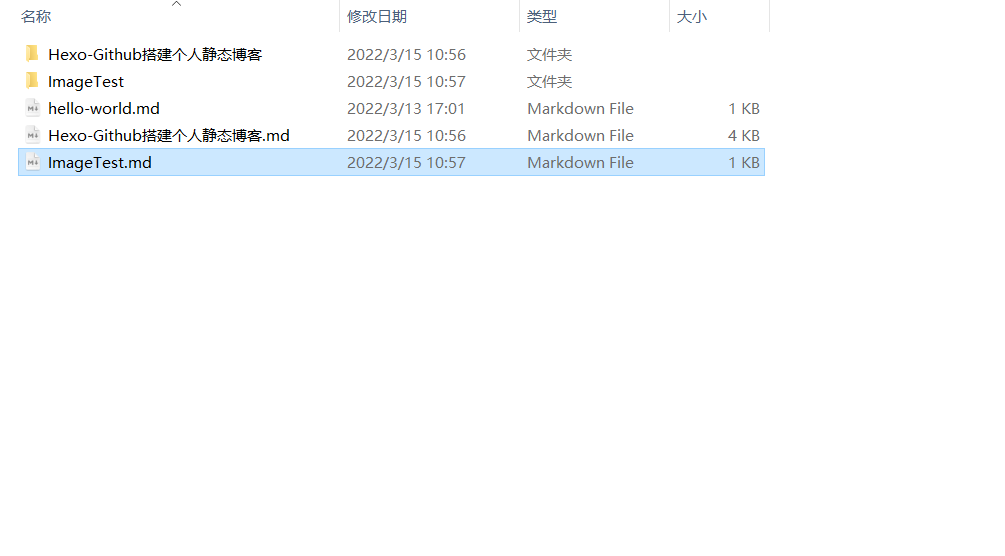 名称 修改日期 类型 大小
Hexo-Github搭建个人静态博客 2022/3/15 10:56 文件夹
ImageTest 2022/3/15 10:57 文件夹
hello-world.md 2022/3/13 17:01 Markdown File 1 KB
Hexo-Github搭建个人静态博客.md 2022/3/15 10:56 Markdown File 4 KB
ImageTest.md 2022/3/15 10:57 Markdown File 1 KB